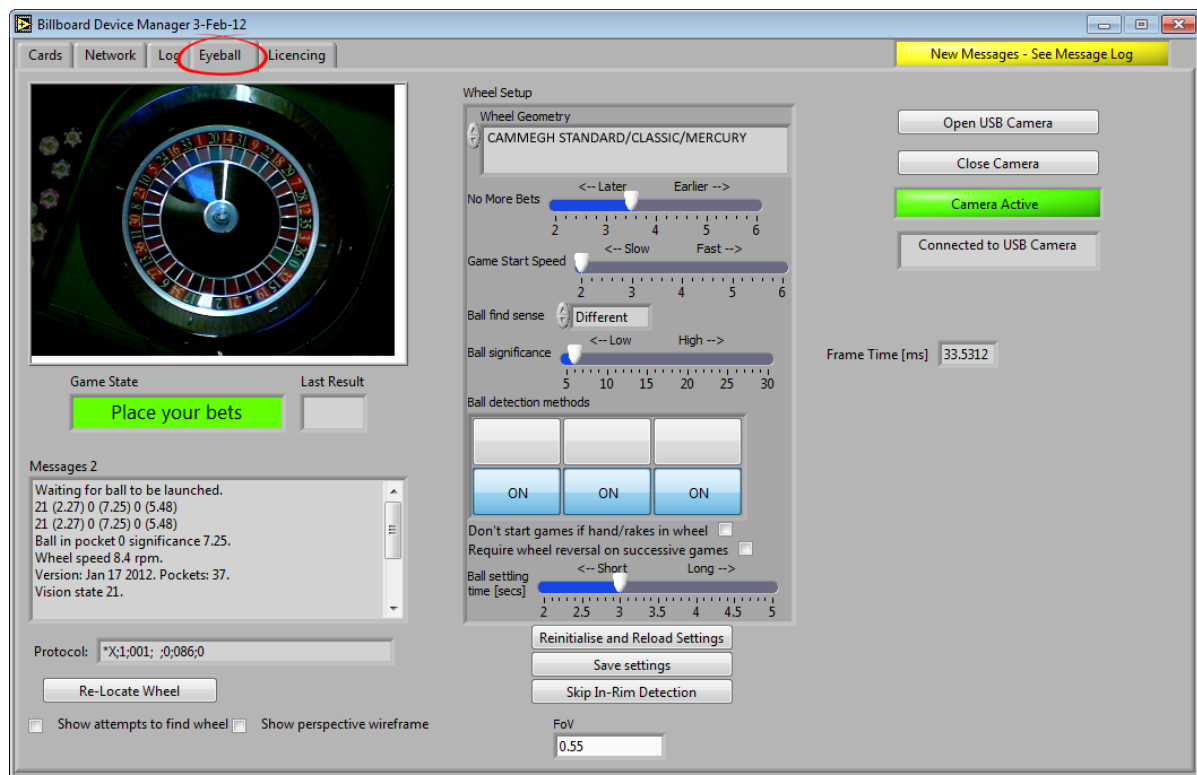 Billboard Device Manager 3-Feb-12
Cards Network Log Eyeball Licencing
New Messages - See Message Log
Wheel Setup
Wheel Geometry
CAMMEGH STANDARD/CLASSIC/MERCURY
No More Bets
<-- Later Earlier -->
2 3 4 5 6
Game Start Speed
<-- Slow Fast -->
2 3 4 5 6
Ball find sense Different
Ball significance
<-- Low High -->
5 10 15 20 25 30
Ball detection methods
ON ON ON
Don't start games if hand/rakes in wheel
Require wheel reversal on successive games
Ball settling
time [secs]
<-- Short Long -->
2 2.5 3 3.5 4 4.5 5
Reinitialise and Reload Settings
Save settings
Skip In-Rim Detection
FoV
0.55
Open USB Camera
Close Camera
Camera Active
Connected to USB Camera
Frame Time [ms] 33.5312
Game State Last Result
Place your bets
Messages 2
Waiting for ball to be launched.
21 (2.27) 0 (7.25) 0 (5.48)
21 (2.27) 0 (7.25) 0 (5.48)
Ball in pocket 0 significance 7.25.
Wheel speed 8.4 rpm.
Version: Jan 17 2012. Pockets: 37.
Vision state 21.
Protocol: *X;1;001; ;0;086;0
Re-Locate Wheel
Show attempts to find wheel Show perspective wireframe